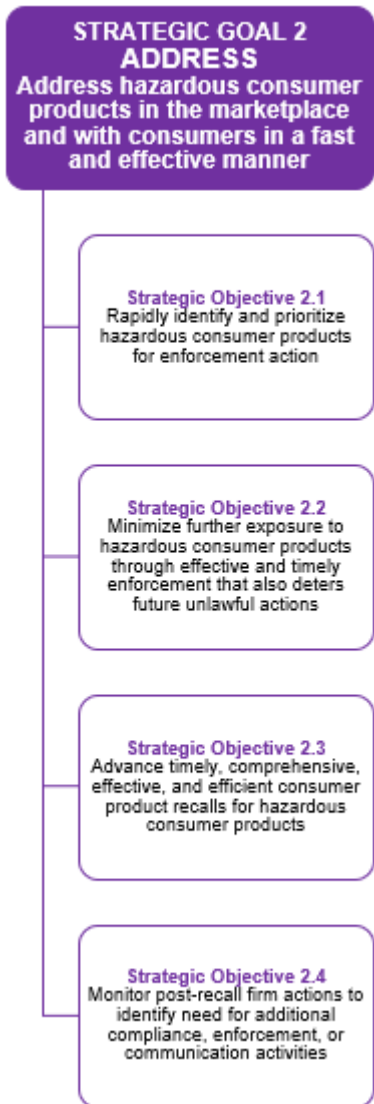 STRATEGIC GOAL 2
ADDRESS
Address hazardous consumer
products in the marketplace
and with consumers in a fast
and effective manner
Strategic Objective 2.1
Rapidly identify and prioritize
hazardous consumer products
for enforcement action
Strategic Objective 2.2
Minimize further exposure to
hazardous consumer products
through effective and timely
enforcement that also deters
future unlawful actions
Strategic Objective 2.3
Advance timely, comprehensive,
effective, and efficient consumer
product recalls for hazardous
consumer products
Strategic Objective 2.4
Monitor post-recall firm actions to
identify need for additional
compliance, enforcement, or
communication activities